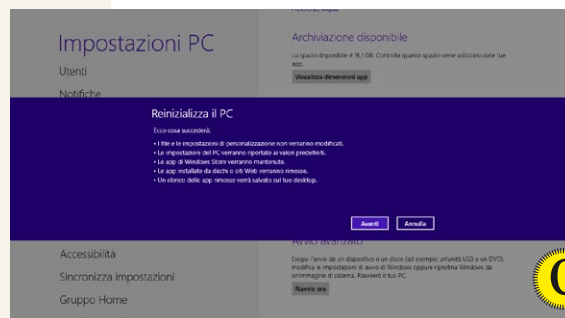 Impostazioni PC
Utenti
Notifiche
Archiviazione disponibile
Lo spazio disponibile è 16,1 GB. Controlla quanto spazio viene utilizzato dalle tue
app.
Visualizza dimensioni app
Reinizializza il PC
Ecco cosa succederà:
• I file e le impostazioni di personalizzazione non verranno modificati.
• Le impostazioni del PC verranno riportate ai valori predefiniti.
• Le app di Windows Store verranno mantenute.
• Le app installate da dischi o siti Web verranno rimosse.
• Un elenco delle app rimosse verrà salvato sul tuo desktop.
Avanti
Annulla
Accessibilità
Sincronizza impostazioni
Gruppo Home
Avvio avanzato
Esegui l'avvio da un dispositivo o un disco (ad esempio un'unità USB o un DVD),
modifica le impostazioni di avvio di Windows oppure ripristina Windows da
un'immagine di sistema. Riavvierò il tuo PC.
Riavvia ora